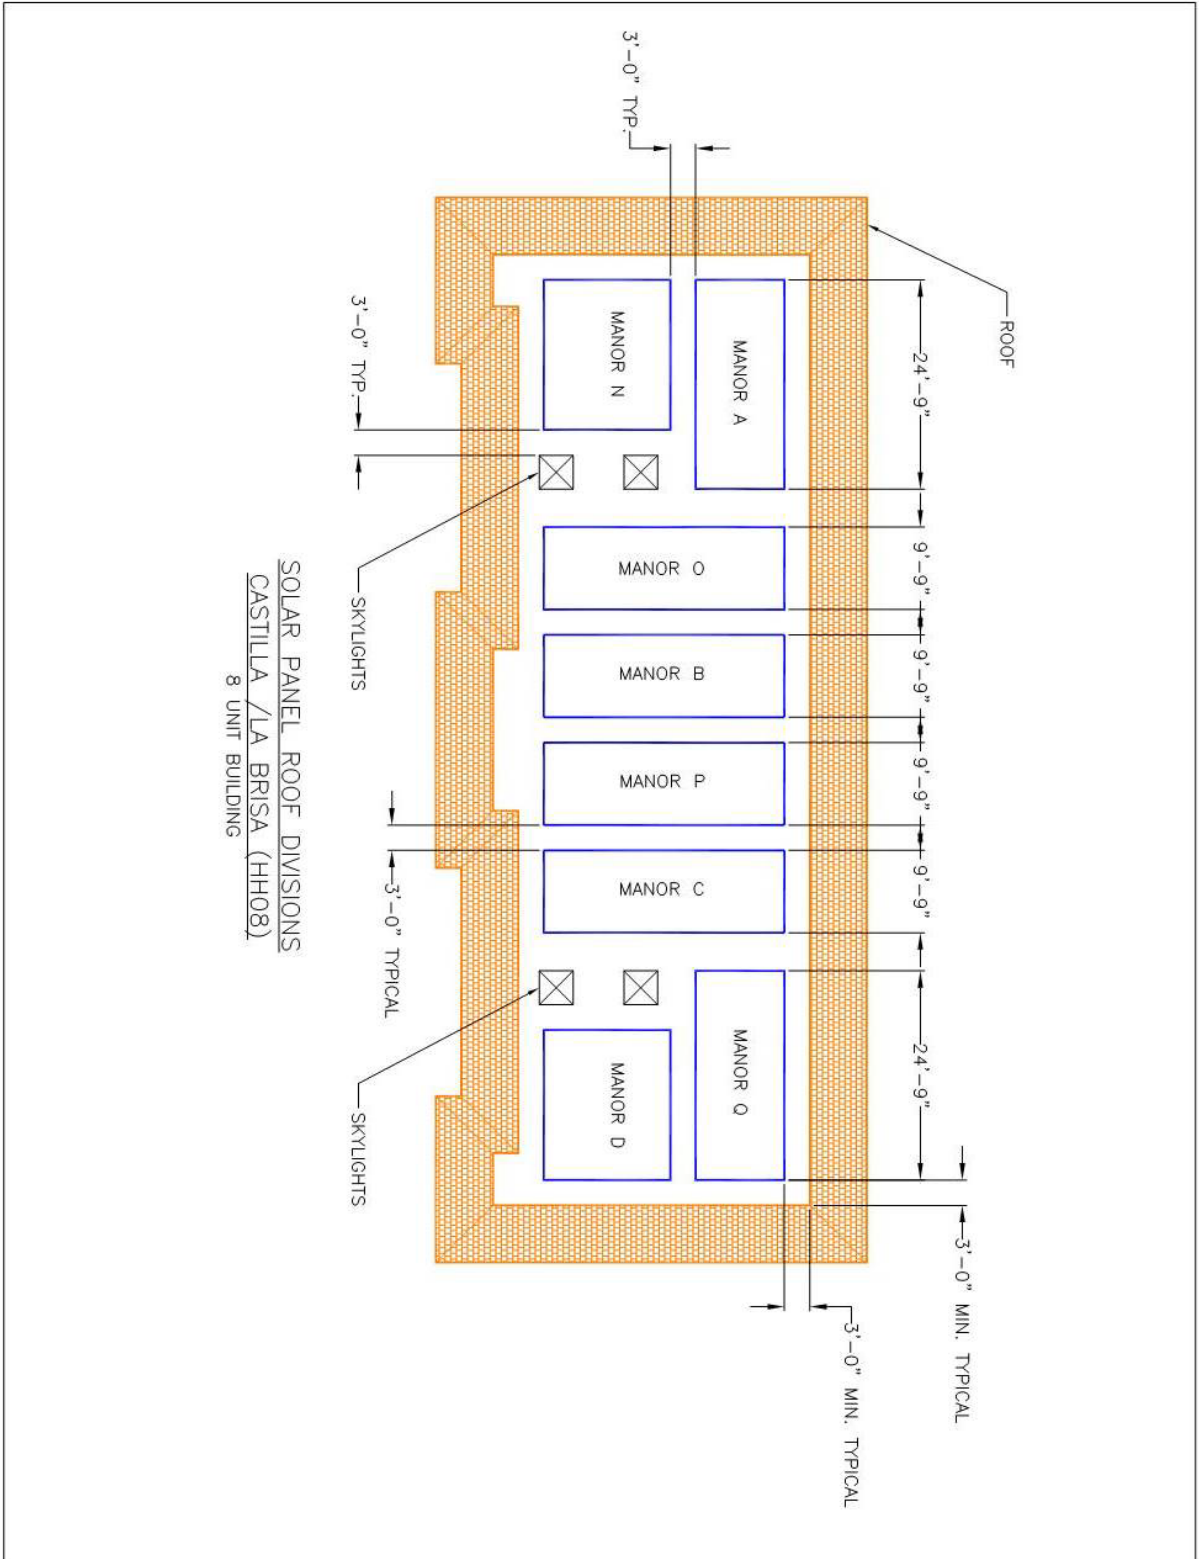 ROOF
24'-9"
9'-9"
9'-9"
9'-9"
9'-9"
24'-9"
3'-0" MIN. TYPICAL
3'-0" MIN. TYPICAL
3'-0" TYP.
MANOR A
MANOR N
MANOR O
MANOR B
MANOR P
MANOR C
MANOR Q
MANOR D
3'-0" TYP.
SKYLIGHTS
3'-0" TYPICAL
SKYLIGHTS
SOLAR PANEL ROOF DIVISIONS
CASTILLA /LA BRISA (HH08)
8 UNIT BUILDING